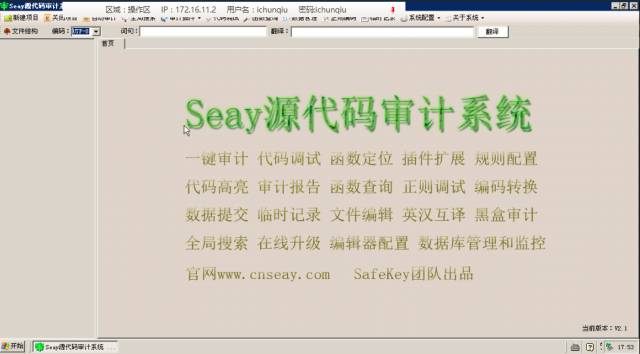 Seay源代码审计系
区域：操作区 IP：172.16.11.2 用户名：ichunqiu 密码:ichunqiu
新建项目 关闭项目 自动审计 全局搜索 审计插件 代码调试 函数查询 数据管理 正则编码 临时记录 系统配置 关于系统
文件结构 编码： UTF-8 词句： 翻译： 翻译
首页
Seay源代码审计系统
一键审计 代码调试 函数定位 插件扩展 规则配置
代码高亮 审计报告 函数查询 正则调试 编码转换
数据提交 临时记录 文件编辑 英汉互译 黑盒审计
全局搜索 在线升级 编辑器配置 数据库管理和监控
官网www.cnseay.com SafeKey团队出品
当前版本：V2.1
开始 Seay源代码审计系统 ... 17:53